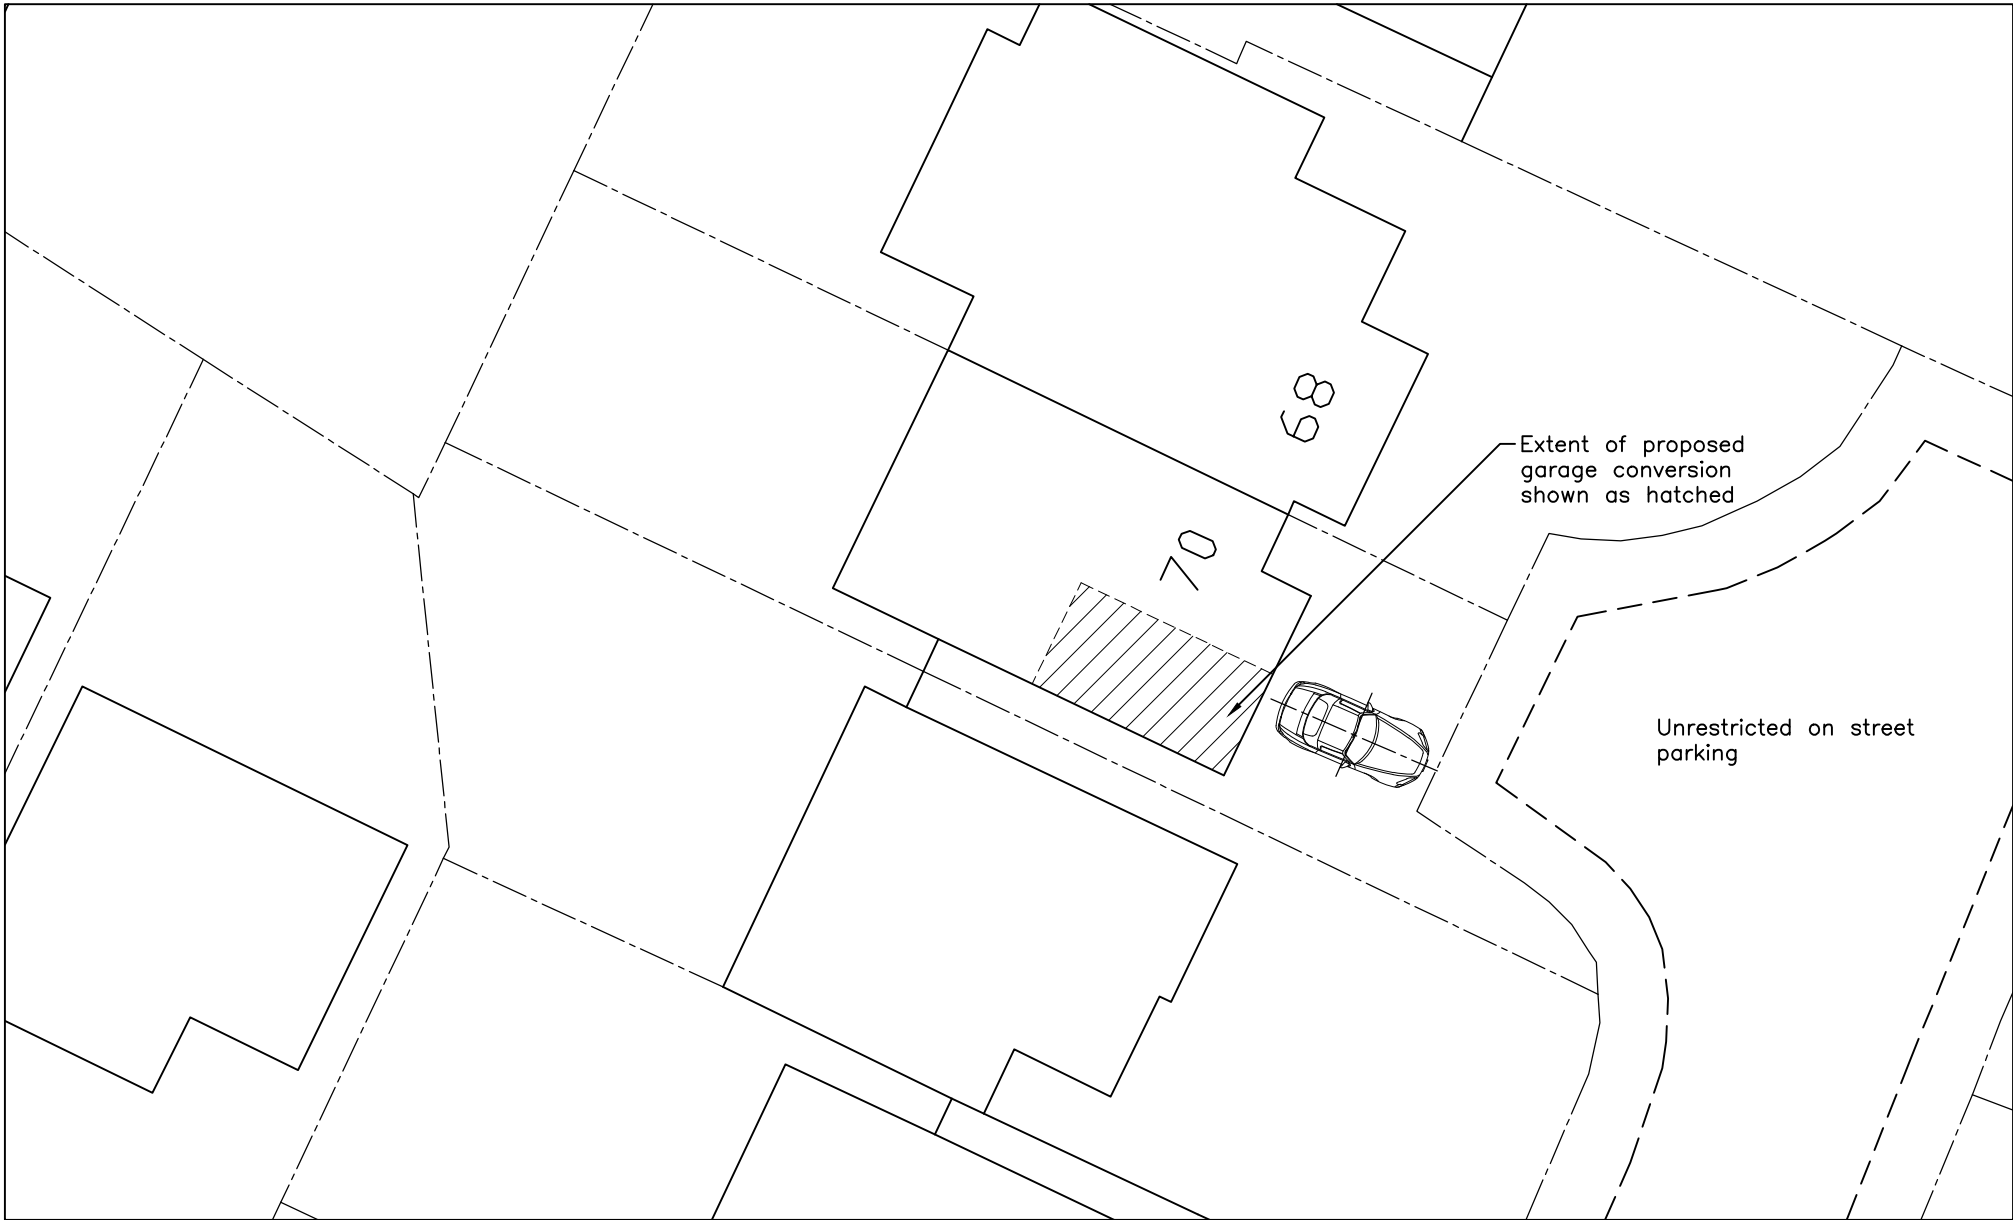 68
Extent of proposed
garage conversion
shown as hatched
70
Unrestricted on street
parking